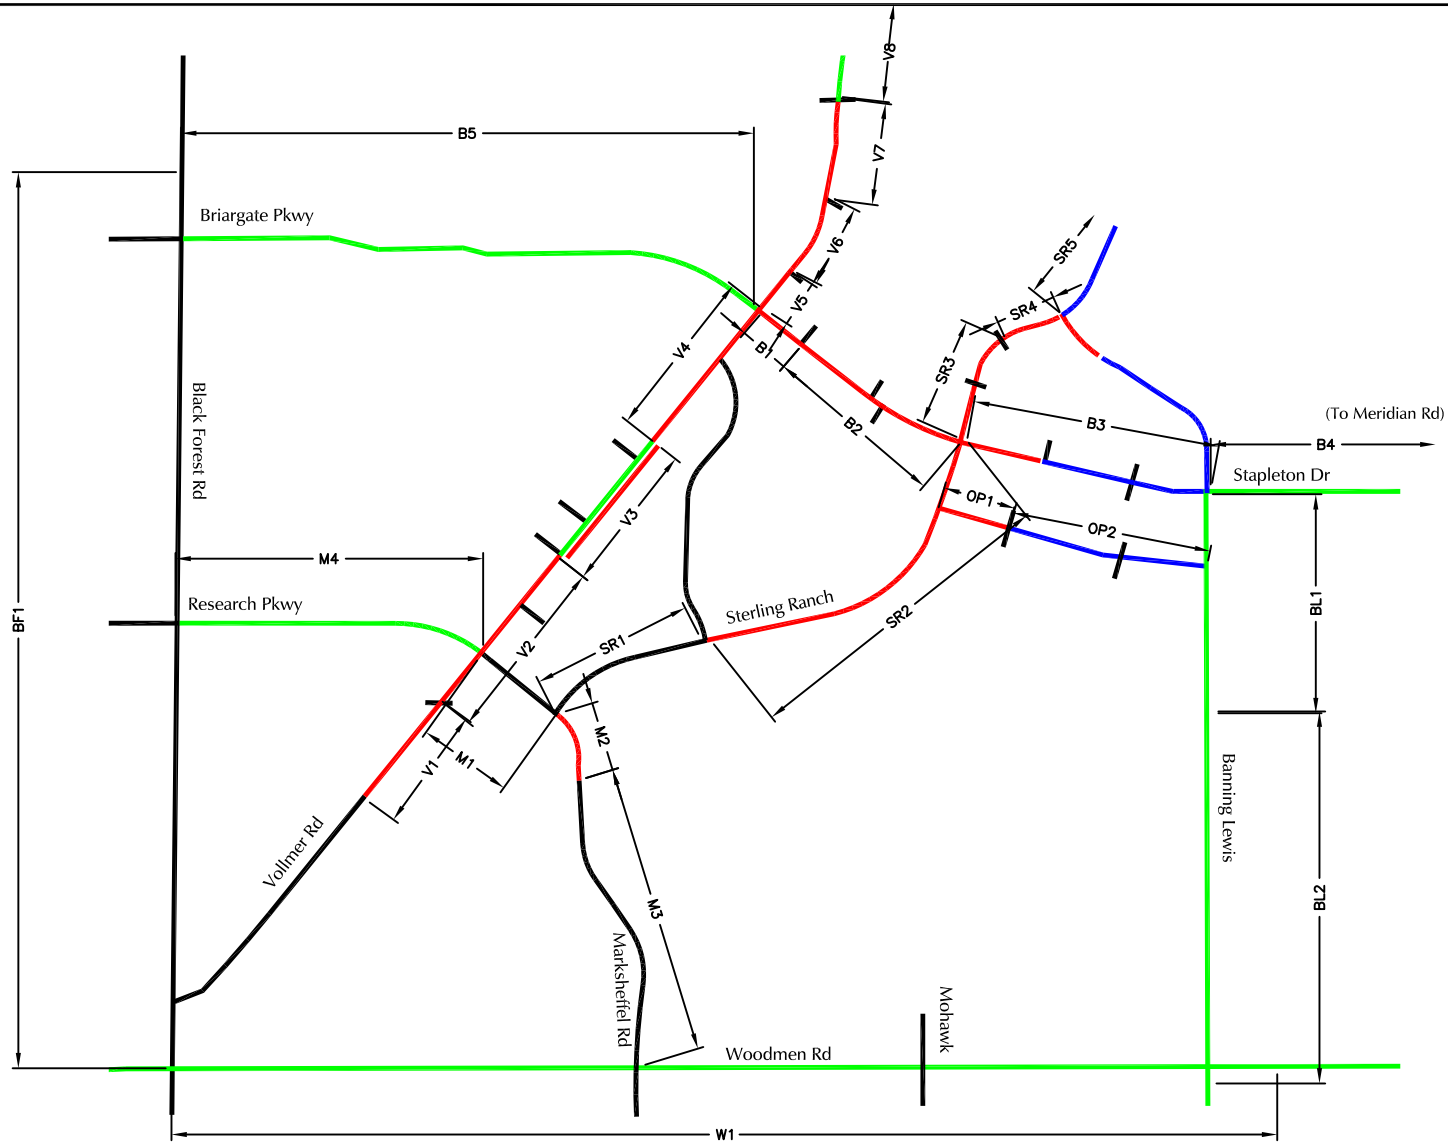 V8
B5
V7
Briargate Pkwy
V6
SR5
V5
SR4
B1
V4
SR3
Black Forest Rd
(To Meridian Rd)
B3
B2
B4
Stapleton Dr
OP1
V3
OP2
M4
BF1
Research Pkwy
Sterling Ranch
BL1
SR2
SR1
V2
M2
M1
V1
Banning Lewis
Vollmer Rd
BL2
M3
Marksheffel Rd
Mohawk
Woodmen Rd
W1